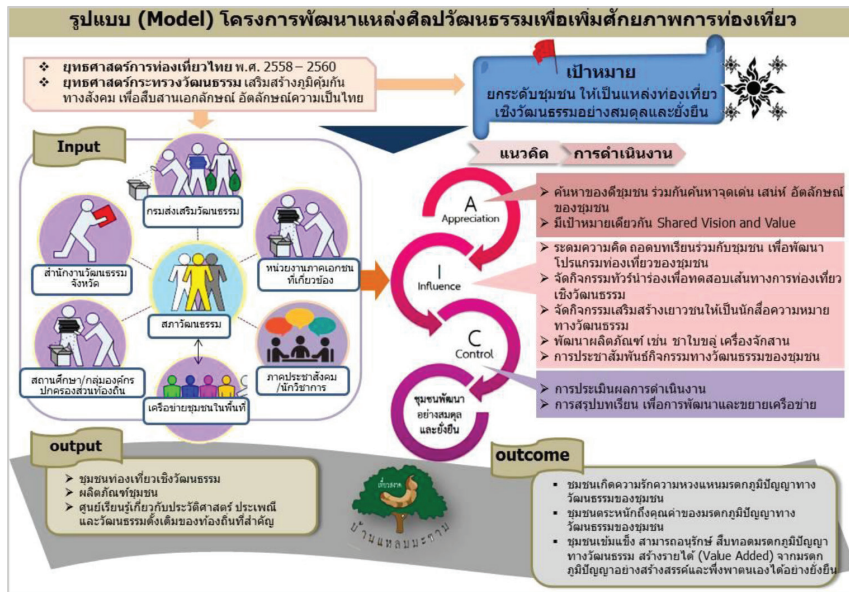 รูปแบบ (Model) โครงการพัฒนาแหล่งศิลปวัฒนธรรมเพื่อเพิ่มศักยภาพการท่องเที่ยว
❖ ยุทธศาสตร์การท่องเที่ยวไทย พ.ศ. 2558 – 2560
❖ ยุทธศาสตร์กระทรวงวัฒนธรรม เสริมสร้างภูมิคุ้มกัน
ทางสังคม เพื่อสืบสานเอกลักษณ์ อัตลักษณ์ความเป็นไทย
เป้าหมาย
ยกระดับชุมชน ให้เป็นแหล่งท่องเที่ยว
เชิงวัฒนธรรมอย่างสมดุลและยั่งยืน
Input
กรมส่งเสริมวัฒนธรรม
สำนักงานวัฒนธรรม
จังหวัด
หน่วยงานภาคเอกชน
ที่เกี่ยวข้อง
สภาวัฒนธรรม
สถานศึกษา/กลุ่มองค์กร
ปกครองส่วนท้องถิ่น
ภาคประชาสังคม
/นักวิชาการ
เครือข่ายชุมชนในพื้นที่
แนวคิด
การดำเนินงาน
A
Appreciation
➢ ค้นหาของดีชุมชน ร่วมกันค้นหาจุดเด่น เสน่ห์ อัตลักษณ์
ของชุมชน
➢ มีเป้าหมายเดียวกัน Shared Vision and Value
I
Influence
➢ ระดมความคิด ถอดบทเรียนร่วมกับชุมชน เพื่อพัฒนา
โปรแกรมท่องเที่ยวของชุมชน
➢ จัดกิจกรรมทัวร์นำร่องเพื่อทดสอบเส้นทางการท่องเที่ยว
เชิงวัฒนธรรม
➢ จัดกิจกรรมเสริมสร้างเยาวชนให้เป็นนักสื่อความหมาย
ทางวัฒนธรรม
➢ พัฒนาผลิตภัณฑ์ เช่น ชาใบขลู่ เครื่องจักสาน
➢ การประชาสัมพันธ์กิจกรรมทางวัฒนธรรมของชุมชน
C
Control
➢ การประเมินผลการดำเนินงาน
➢ การสรุปบทเรียน เพื่อการพัฒนาและขยายเครือข่าย
ชุมชนพัฒนา
อย่างสมดุล
และยั่งยืน
output
➢ ชุมชนท่องเที่ยวเชิงวัฒนธรรม
➢ ผลิตภัณฑ์ชุมชน
➢ ศูนย์เรียนรู้เกี่ยวกับประวัติศาสตร์ ประเพณี
และวัฒนธรรมดั้งเดิมของท้องถิ่นที่สำคัญ
บ้านแหลมมะขาม
outcome
▪ ชุมชนเกิดความรักความหวงแหนมรดกภูมิปัญญาทาง
วัฒนธรรมของชุมชน
▪ ชุมชนตระหนักถึงคุณค่าของมรดกภูมิปัญญาทาง
วัฒนธรรมของชุมชน
▪ ชุมชนเข้มแข็ง สามารถอนุรักษ์ สืบทอดมรดกภูมิปัญญา
ทางวัฒนธรรม สร้างรายได้ (Value Added) จากมรดก
ภูมิปัญญาอย่างสร้างสรรค์และพึ่งพาตนเองได้อย่างยั่งยืน